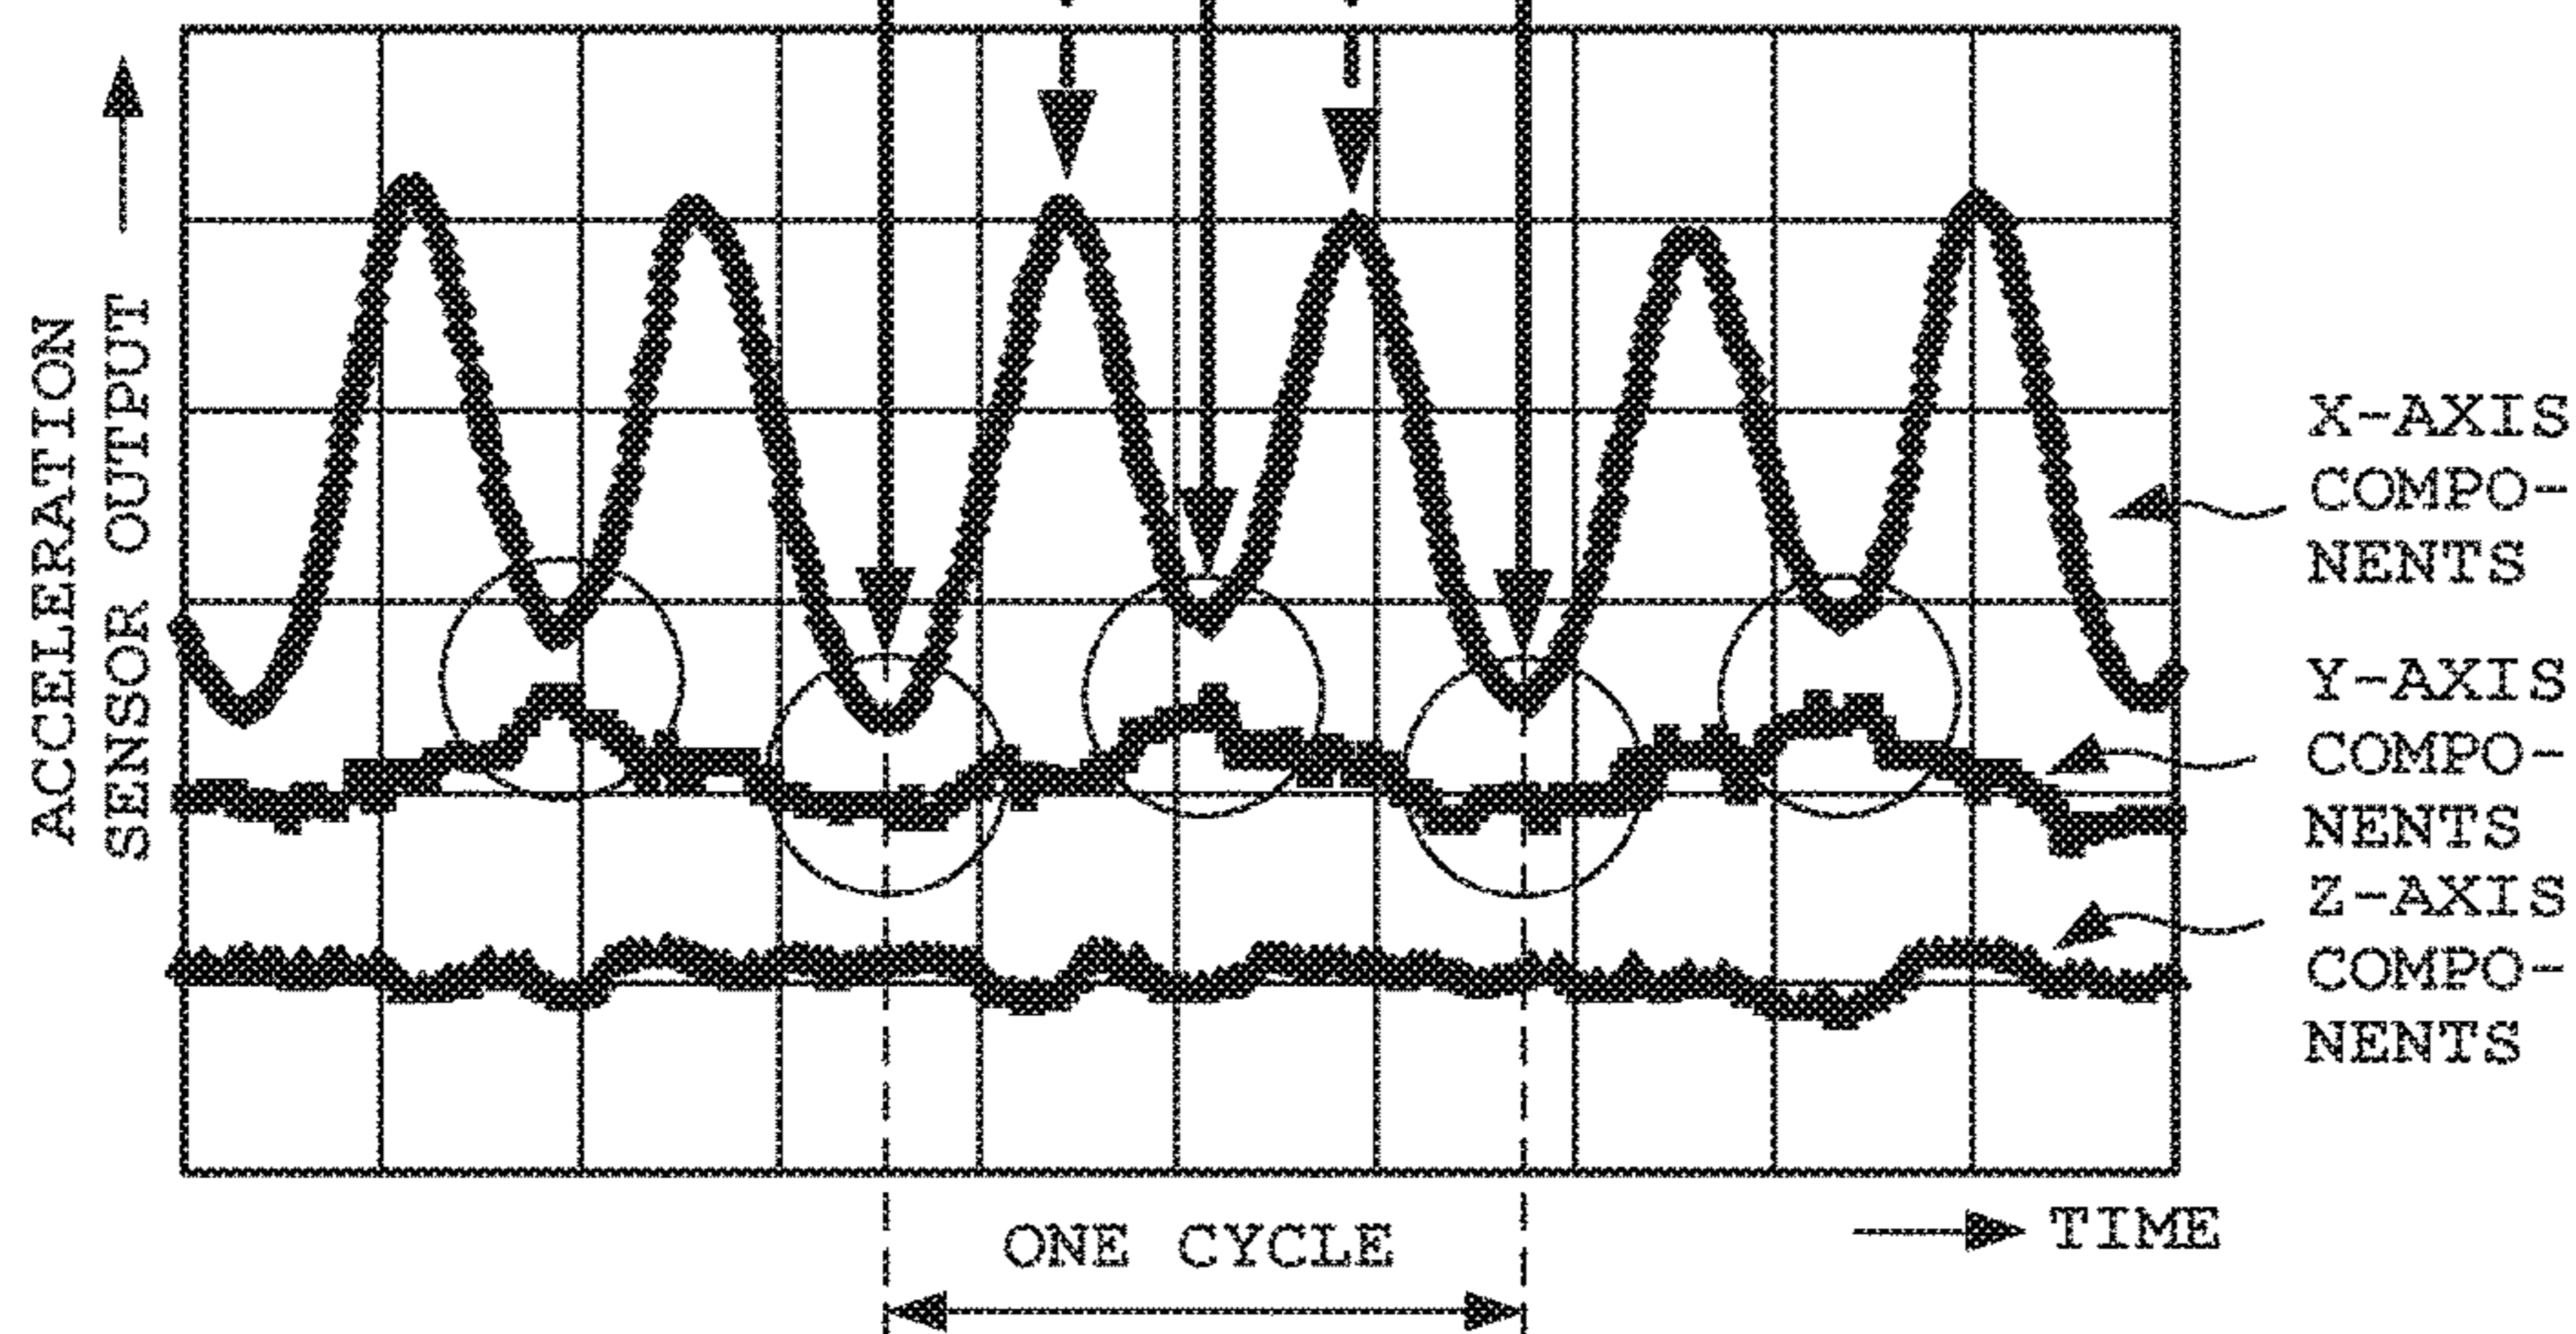 ACCELERATION
SENSOR OUTPUT
X-AXIS
COMPO-
NENTS
Y-AXIS
COMPO-
NENTS
Z-AXIS
COMPO-
NENTS
ONE CYCLE
TIME